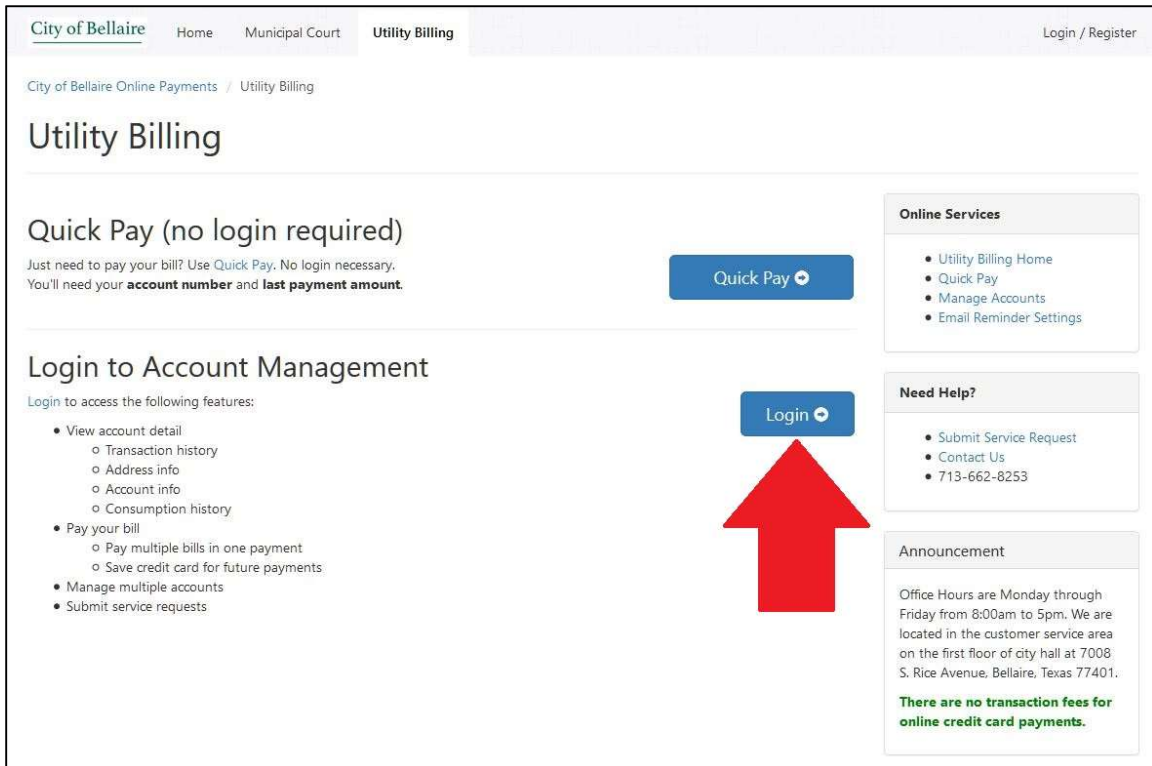 City of Bellaire Home Municipal Court Utility Billing Login / Register
City of Bellaire Online Payments / Utility Billing
Utility Billing
Quick Pay (no login required)
Just need to pay your bill? Use Quick Pay. No login necessary.
You'll need your account number and last payment amount.
Quick Pay
Login to Account Management
Login to access the following features:
View account detail
Transaction history
Address info
Account info
Consumption history
Pay your bill
Pay multiple bills in one payment
Save credit card for future payments
Manage multiple accounts
Submit service requests
Login
Online Services
Utility Billing Home
Quick Pay
Manage Accounts
Email Reminder Settings
Need Help?
Submit Service Request
Contact Us
713-662-8253
Announcement
Office Hours are Monday through
Friday from 8:00am to 5pm. We are
located in the customer service area
on the first floor of city hall at 7008
S. Rice Avenue, Bellaire, Texas 77401.
There are no transaction fees for
online credit card payments.